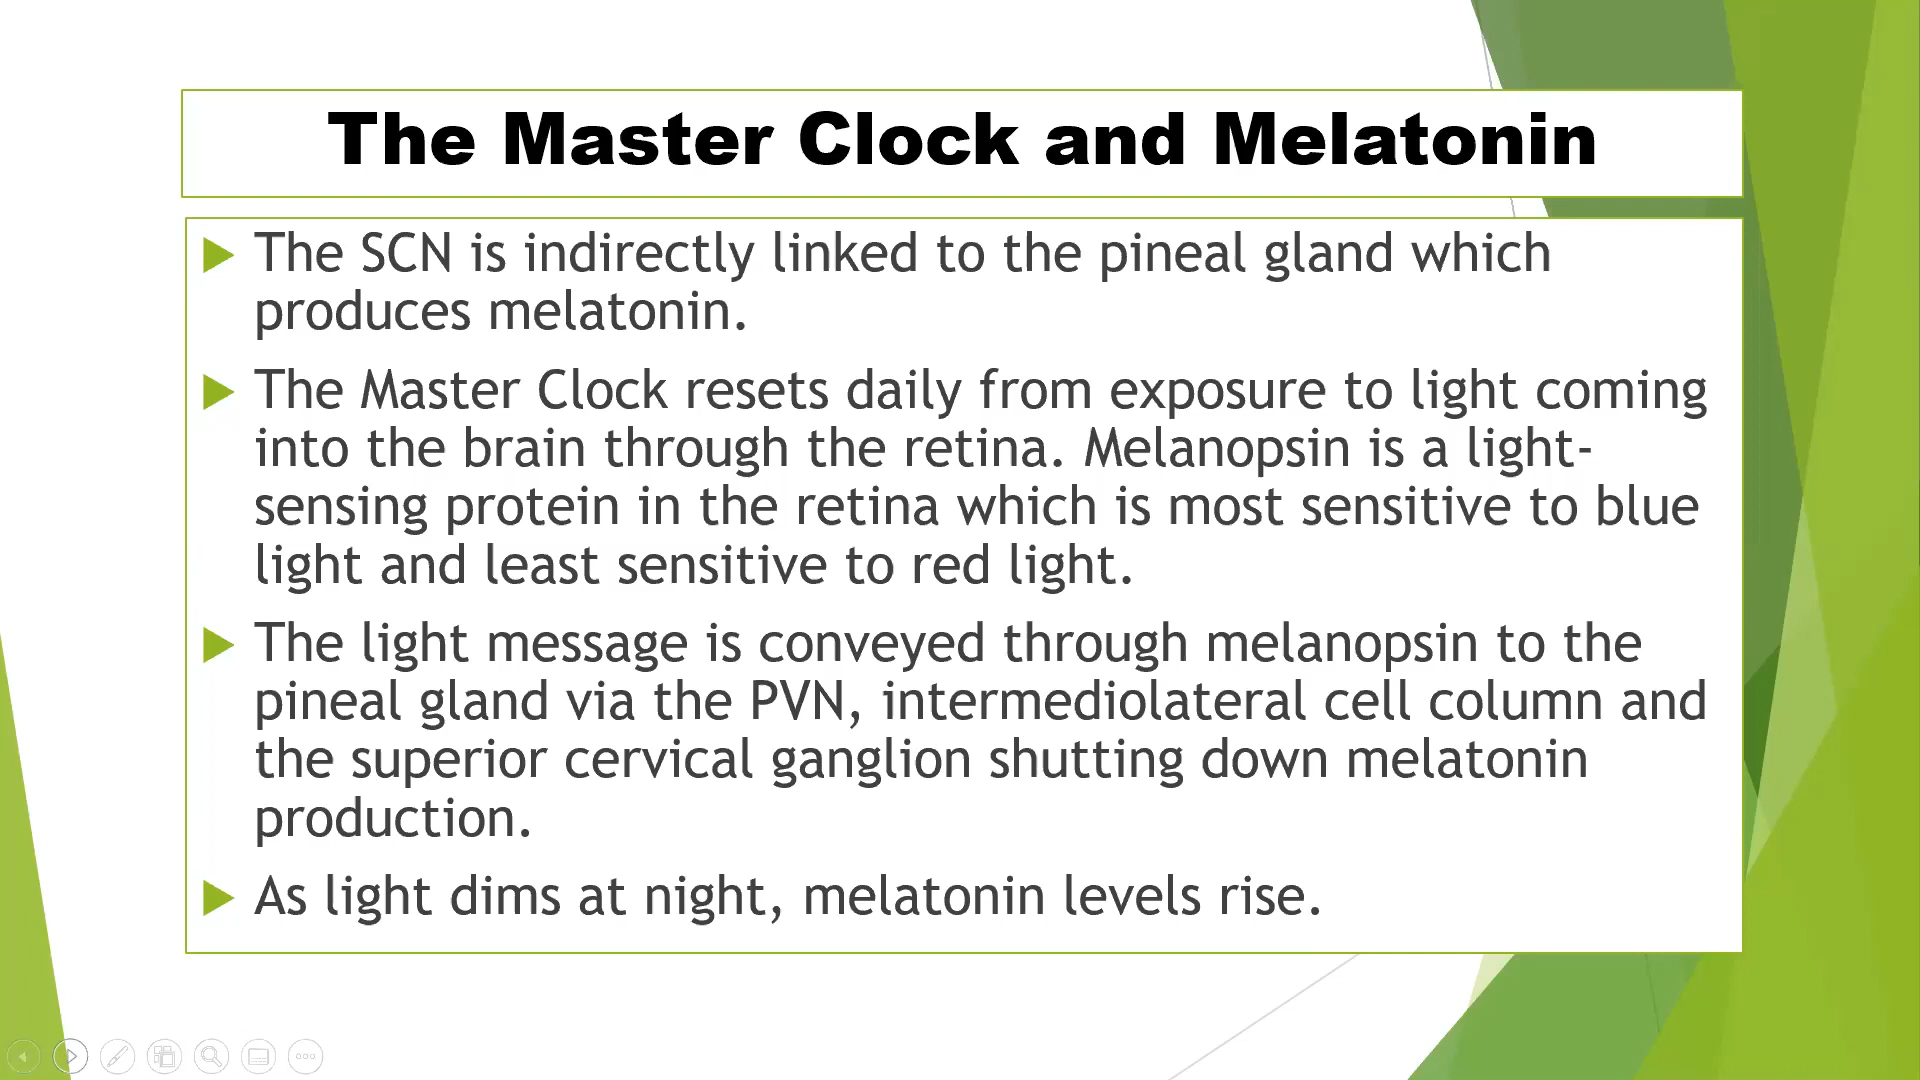 The Master Clock and Melatonin
The SCN is indirectly linked to the pineal gland which
produces melatonin.
The Master Clock resets daily from exposure to light coming
into the brain through the retina. Melanopsin is a light-
sensing protein in the retina which is most sensitive to blue
light and least sensitive to red light.
The light message is conveyed through melanopsin to the
pineal gland via the PVN, intermediolateral cell column and
the superior cervical ganglion shutting down melatonin
production.
As light dims at night, melatonin levels rise.